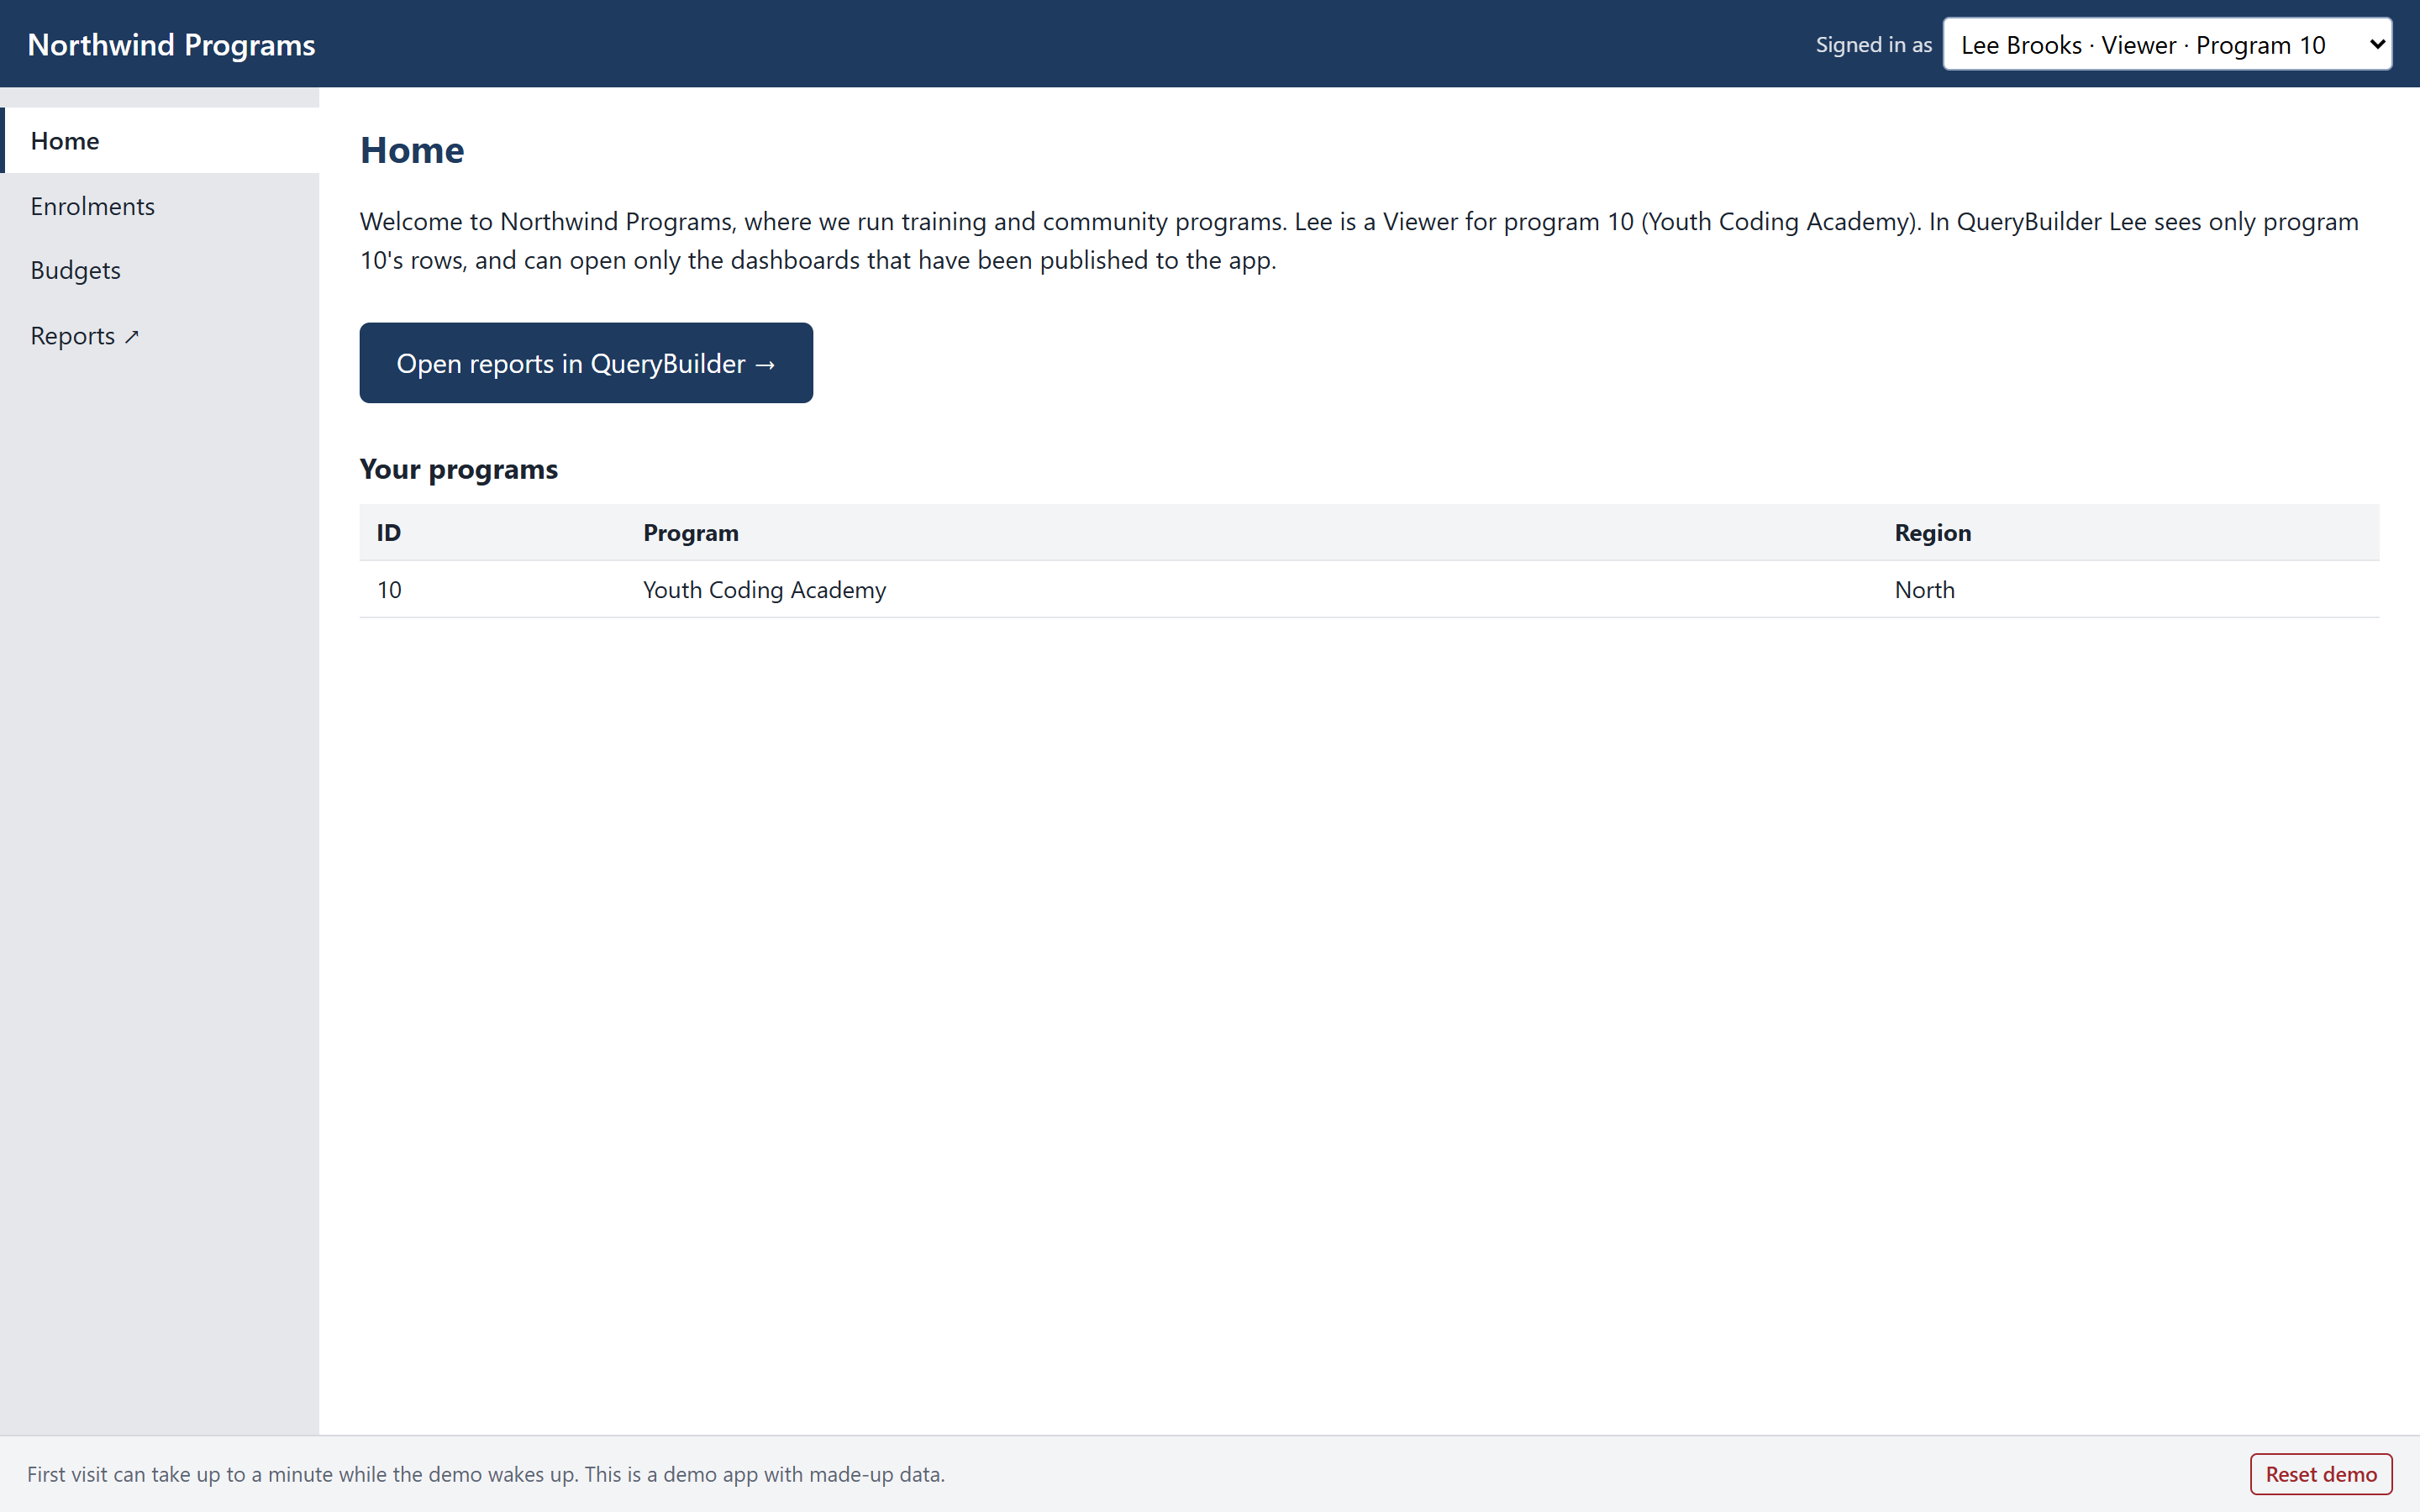 Northwind Programs
Signed in as
Lee Brooks · Viewer · Program 10
Home
Enrolments
Budgets
Reports ↗
Home
Welcome to Northwind Programs, where we run training and community programs. Lee is a Viewer for program 10 (Youth Coding Academy). In QueryBuilder Lee sees only program
10's rows, and can open only the dashboards that have been published to the app.
Open reports in QueryBuilder →
Your programs
ID Program Region
10 Youth Coding Academy North
First visit can take up to a minute while the demo wakes up. This is a demo app with made-up data.
Reset demo